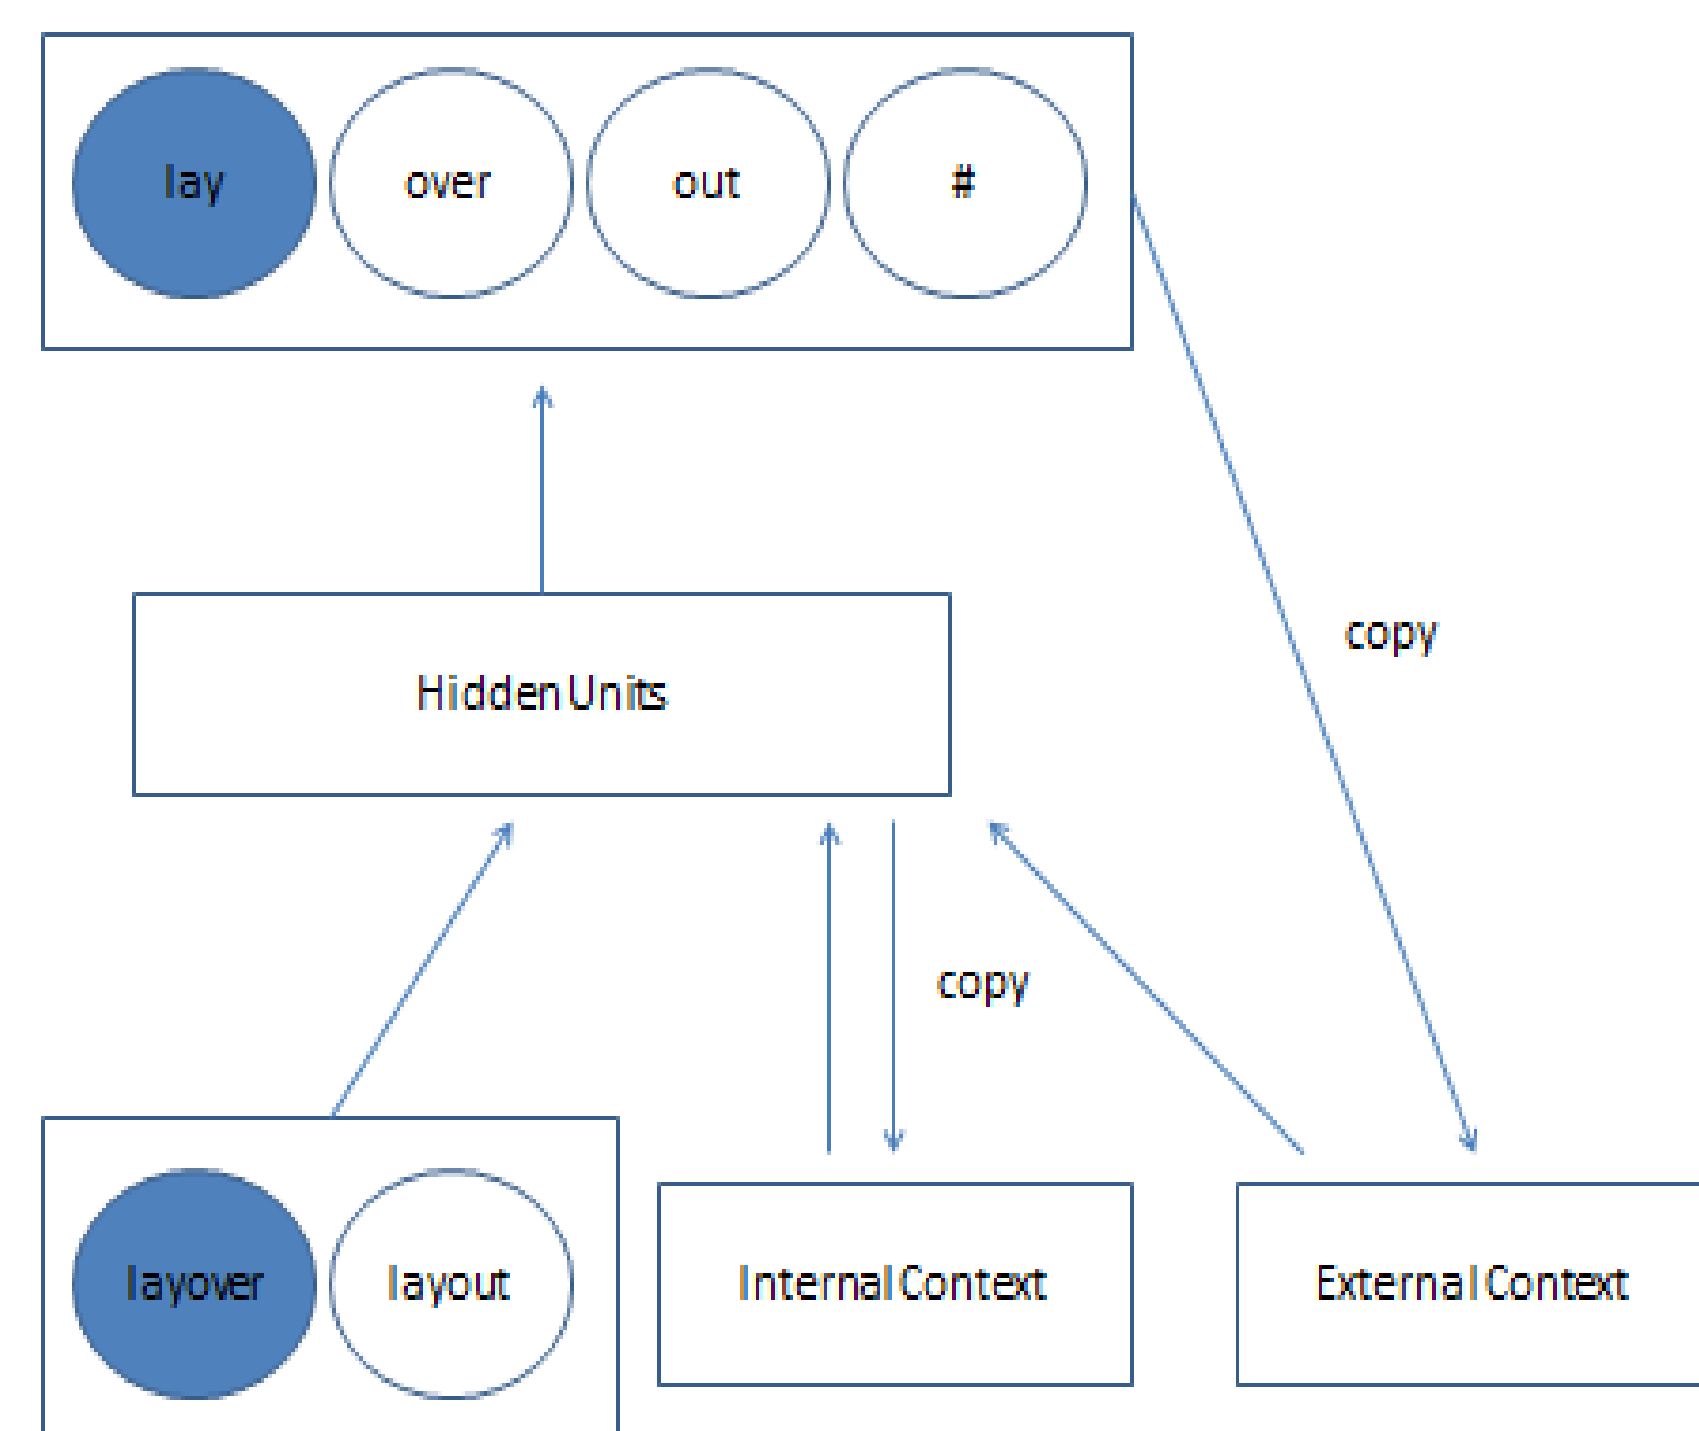 lay
over
out
#
copy
Hidden Units
copy
layover
layout
Internal Context
External Context